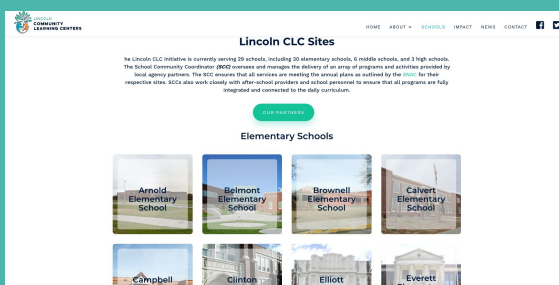 LINCOLN
COMMUNITY
LEARNING CENTERS
HOME ABOUT SCHOOLS IMPACT NEWS CONTACT
Lincoln CLC Sites
he Lincoln CLC initiative is currently serving 29 schools, including 20 elementary schools, 6 middle schools, and 3 high schools.
The School Community Coordinator (SCC) oversees and manages the delivery of an array of programs and activities provided by
local agency partners. The SCC ensures that all services are meeting the annual plans as outlined by the SNAC for their
respective sites. SCCs also work closely with after-school providers and school personnel to ensure that all programs are fully
integrated and connected to the daily curriculum.
OUR PARTNERS
Elementary Schools
Arnold
Elementary
School
Belmont
Elementary
School
Brownell
Elementary
School
Calvert
Elementary
School
Campbell
Clinton
Elliott
Everett